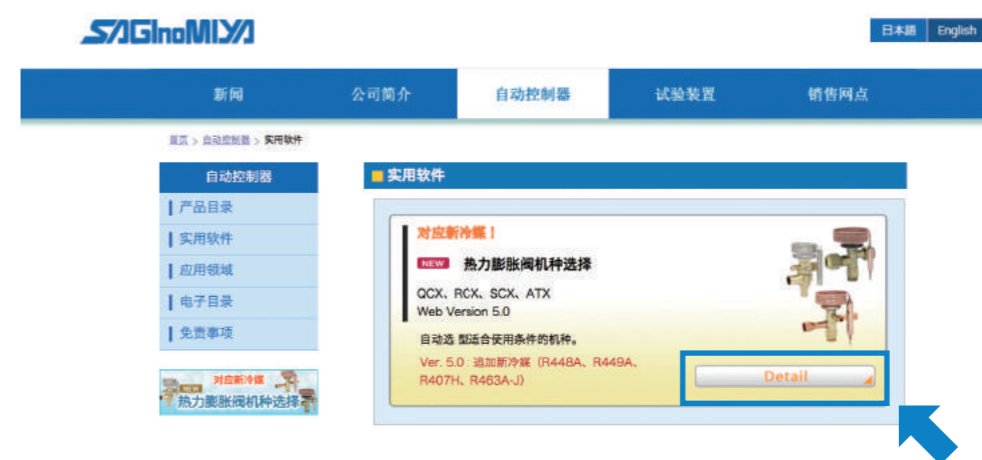 SAGInoMIYA
日本語 English
新闻 公司简介 自动控制器 试验装置 销售网点
首页 > 自动控制器 > 实用软件
自动控制器
产品目录
实用软件
应用领域
电子目录
免责事项
对应新冷媒
NEW
热力膨胀阀机种选择
实用软件
对应新冷媒！
NEW 热力膨胀阀机种选择
QCX、RCX、SCX、ATX
Web Version 5.0
自动选 型适合使用条件的机种。
Ver. 5.0 : 追加新冷媒（R448A、R449A、
R407H、R463A-J）
Detail